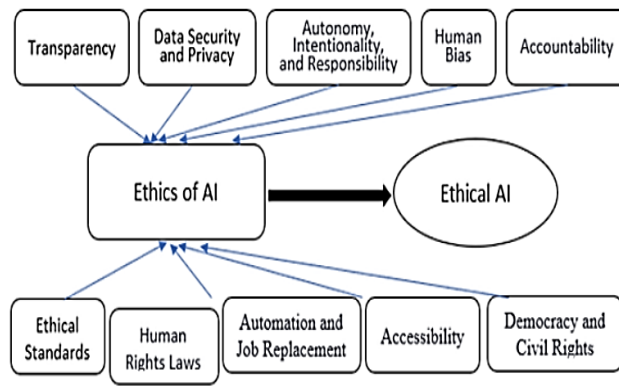 Transparency
Data Security
and Privacy
Autonomy,
Intentionality,
and Responsibility
Human
Bias
Accountability
Ethics of AI
Ethical AI
Ethical
Standards
Human
Rights Laws
Automation and
Job Replacement
Accessibility
Democracy and
Civil Rights